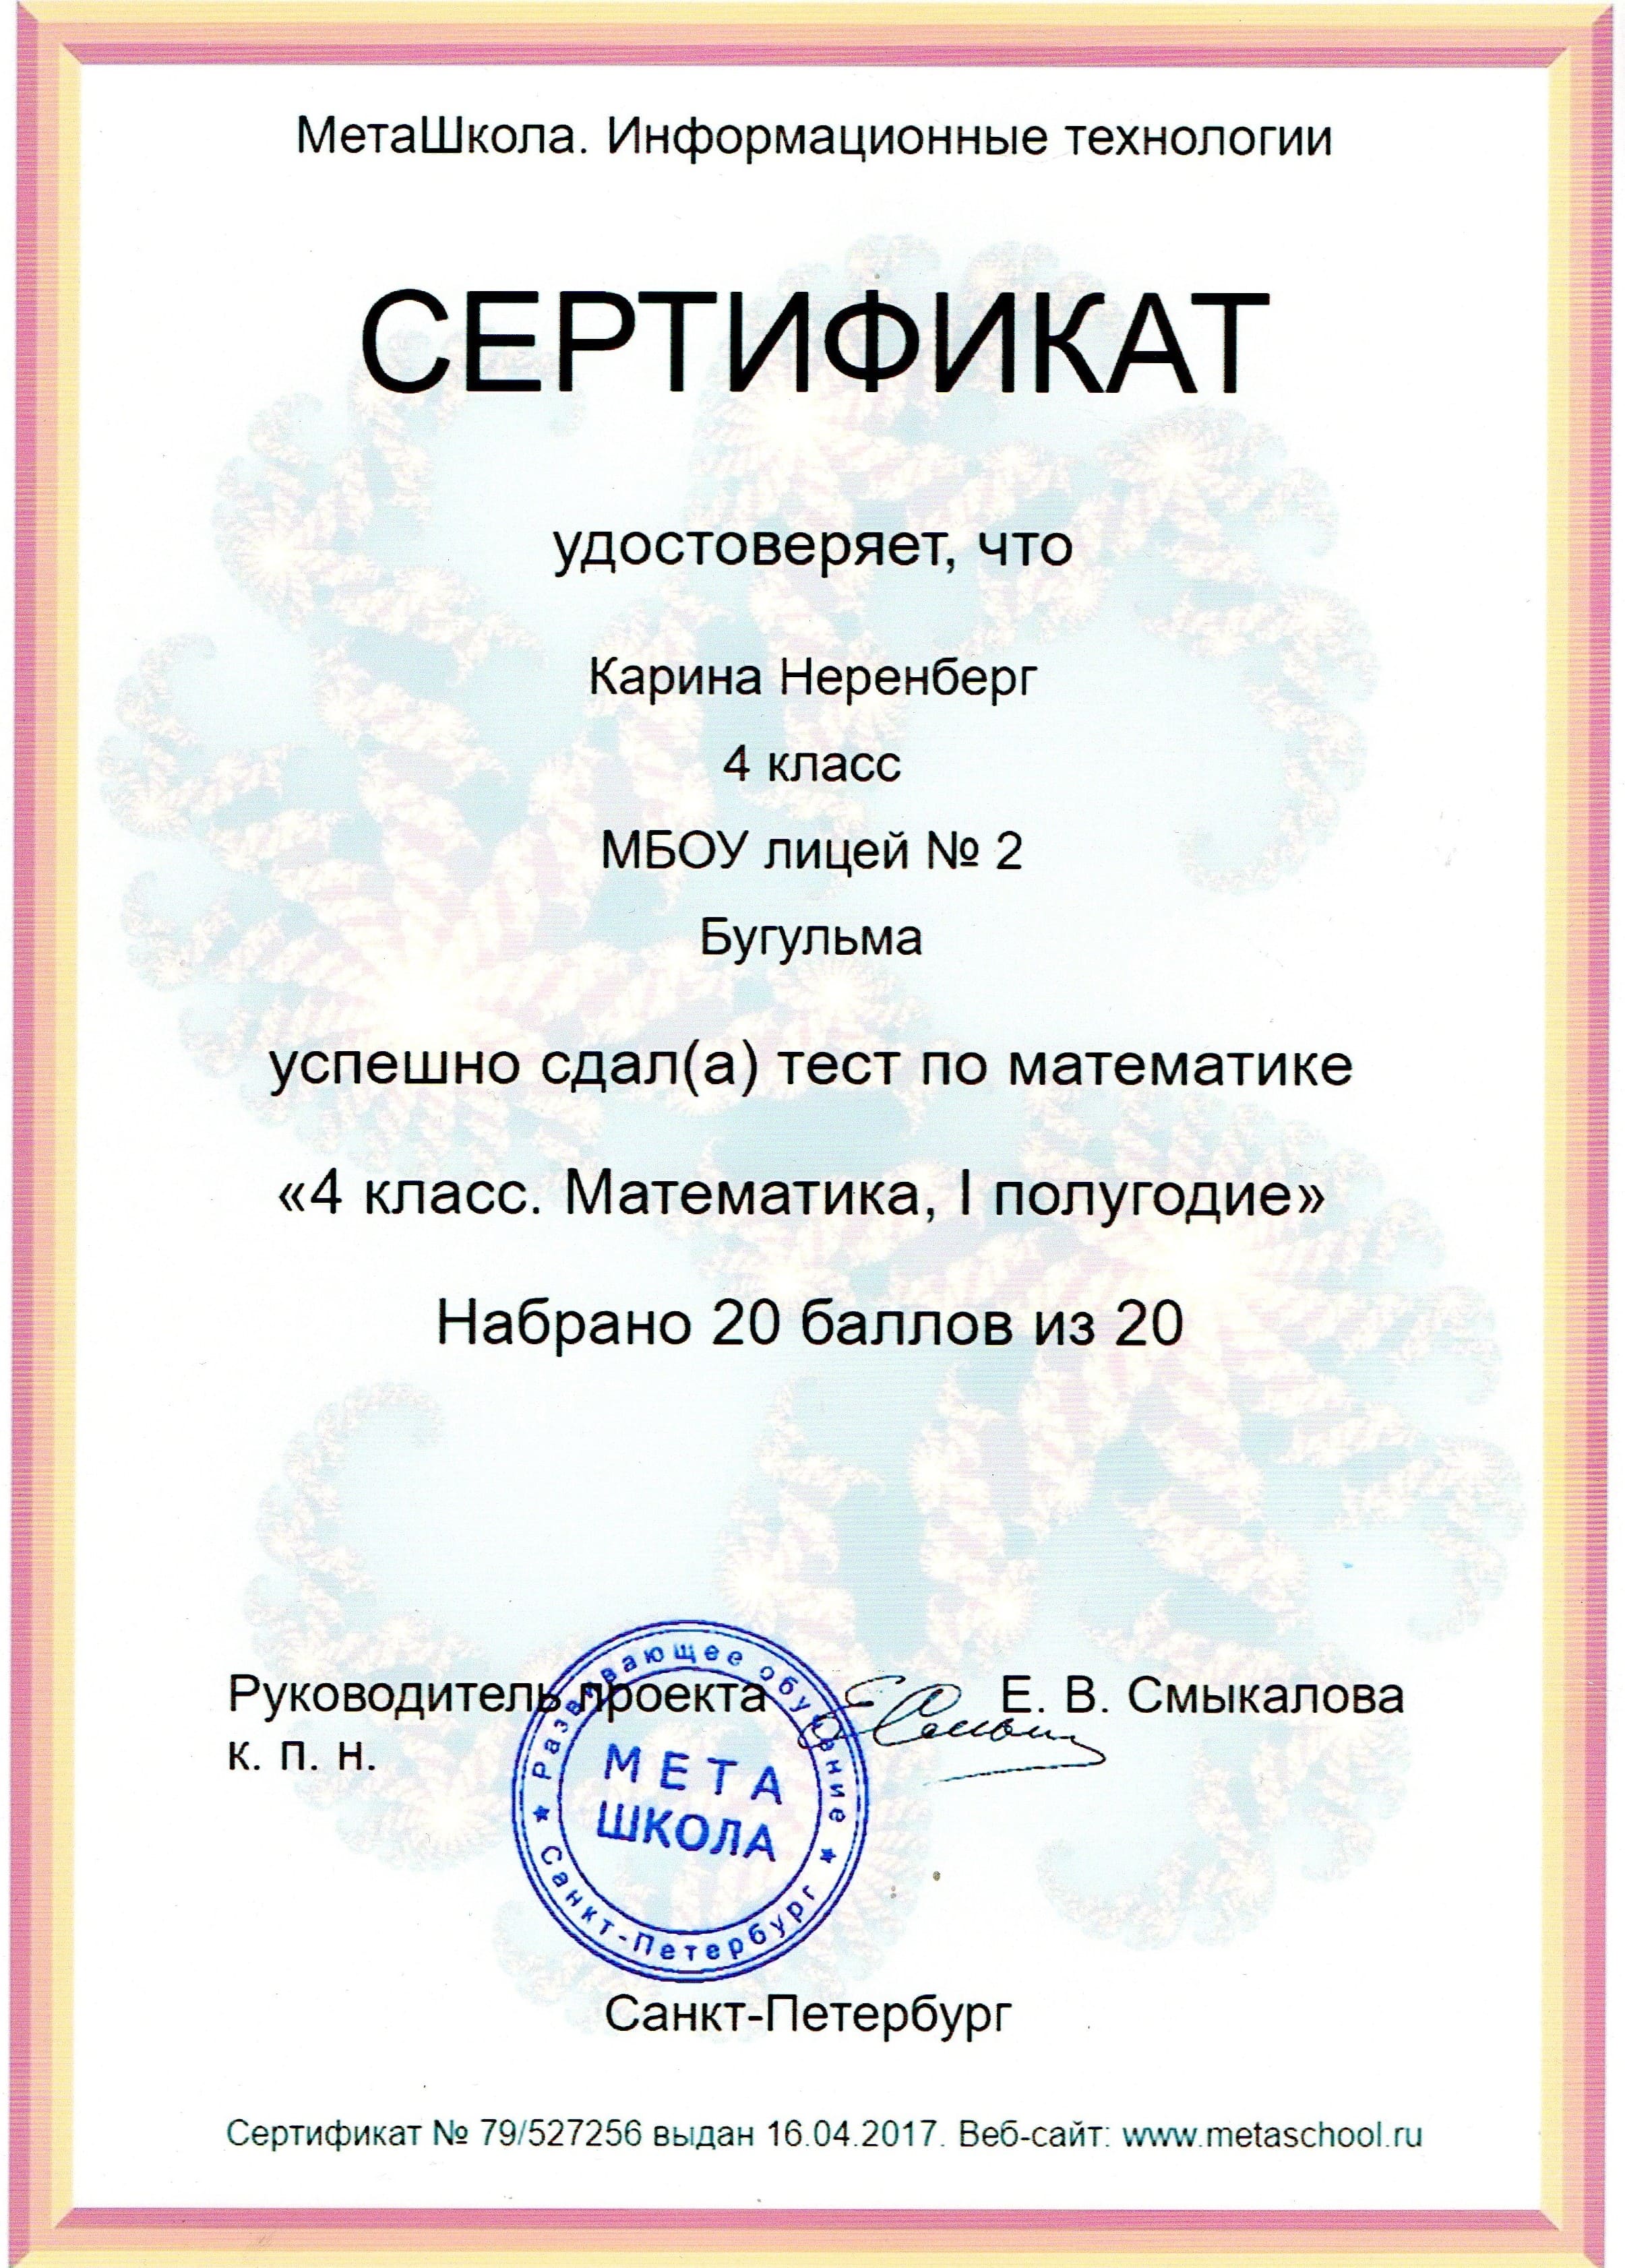 МетаШкола. Информационные технологии
СЕРТИФИКАТ
удостоверяет, что
Карина Неренберг
4 класс
МБОУ лицей № 2
Бугульма
успешно сдал(а) тест по математике
«4 класс. Математика, I полугодие»
Набрано 20 баллов из 20
Руководитель проекта Е. В. Смыкалова
к. п. н.
Развивающее обучение
МЕТА
ШКОЛА
Санкт-Петербург
Санкт-Петербург
Сертификат № 79/527256 выдан 16.04.2017. Веб-сайт: www.metaschool.ru